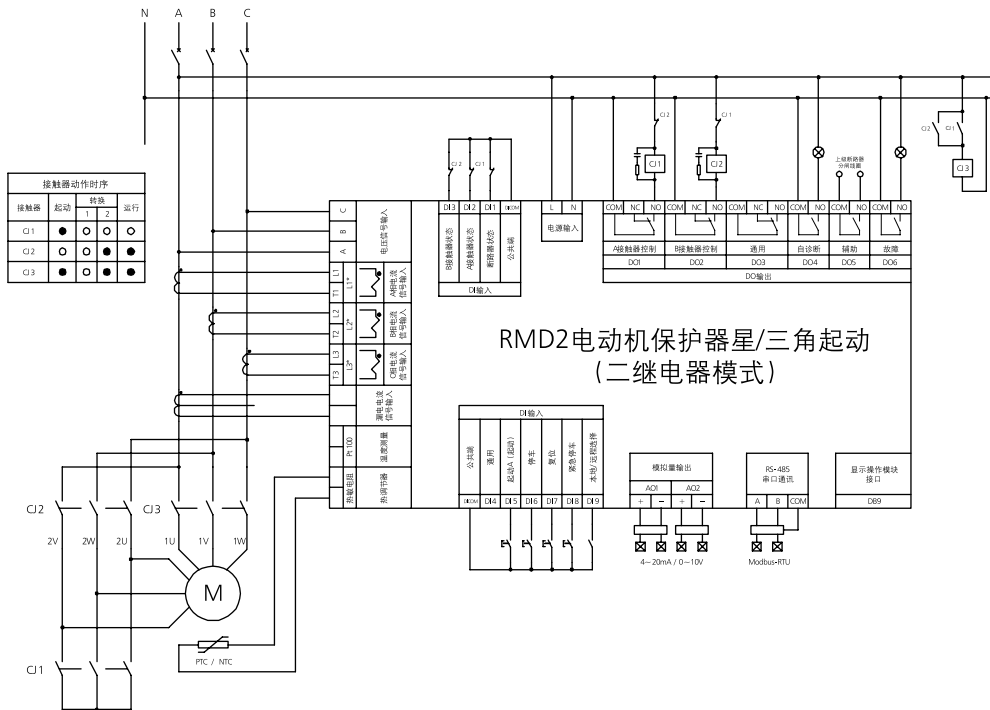 N A B C
CJ2
CJ1
CJ2 CJ1
CJ1
CJ2
上级断路器
分闸线圈
CJ2 CJ1
CJ3
接触器动作时序
接触器 起动 转换 运行
1 2
CJ1
CJ2
CJ3
C
B
A
电压信号输入
L1
T1
L1*
A相电流
信号输入
L2
T2
L2*
B相电流
信号输入
L3
T3
L3*
C相电流
信号输入
漏电电流
信号输入
Pt100
温度测量
热敏电阻
热调节器
DI3 DI2 DI1 DICOM
B接触器状态
A接触器状态
断路器状态
公共端
DI输入
L N
电源输入
COM NC NO COM NC NO COM NC NO COM NO COM NO COM NO
A接触器控制 B接触器控制 通用 自诊断 辅助 故障
DO1 DO2 DO3 DO4 DO5 DO6
DO输出
RMD2电动机保护器星/三角起动
(二继电器模式)
DI输入
公共端
通用
起动A(起动)
停车
复位
紧急停车
本地/远程选择
DICOM DI4 DI5 DI6 DI7 DI8 DI9
模拟量输出
AO1 AO2
+ − + −
4~20mA / 0~10V
RS-485
串口通讯
A B COM
Modbus-RTU
显示操作模块
接口
DB9
CJ2 CJ3
2V 2W 2U 1U 1V 1W
M
PTC / NTC
CJ1